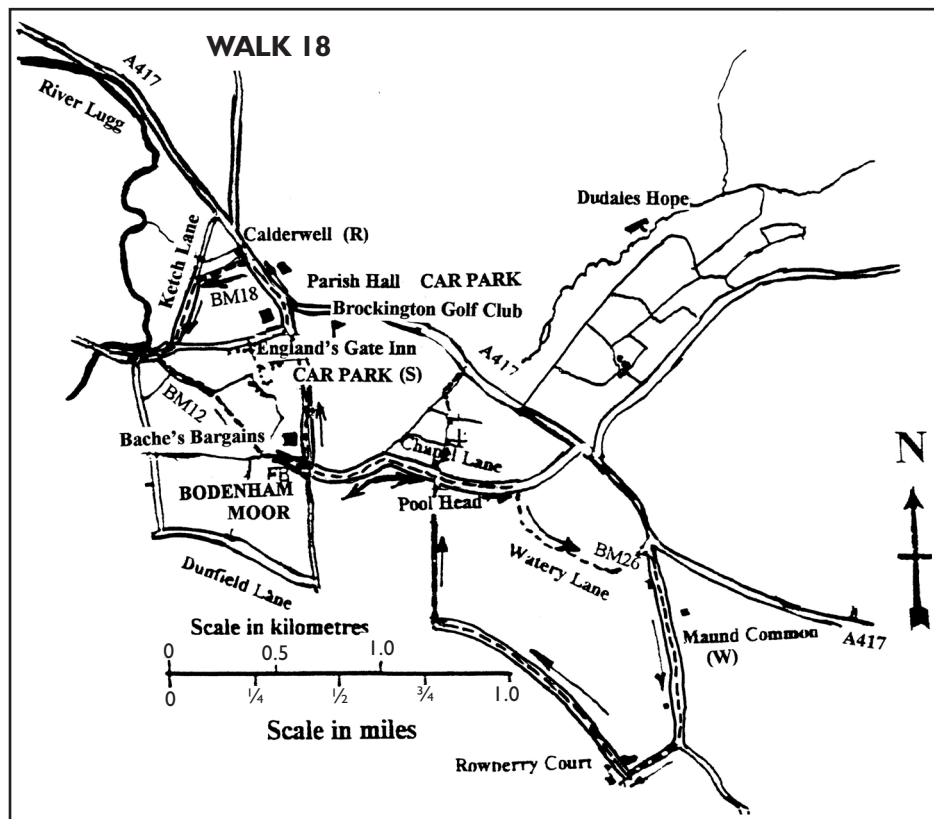 WALK 18
A417
River Lugg
Dudales Hope
Calderwell (R)
Ketch Lane
Parish Hall CAR PARK
BM18
Brockington Golf Club
England's Gate Inn
A417
CAR PARK (S)
BM12
Bache's Bargains
Chapel Lane
FB
BODENHAM
MOOR
Pool Head
N
Watery Lane
BM26
Dunfield Lane
Maund Common
(W)
A417
Scale in kilometres
0 0.5 1.0
0 ¼ ½ ¾ 1.0
Scale in miles
Rowberry Court